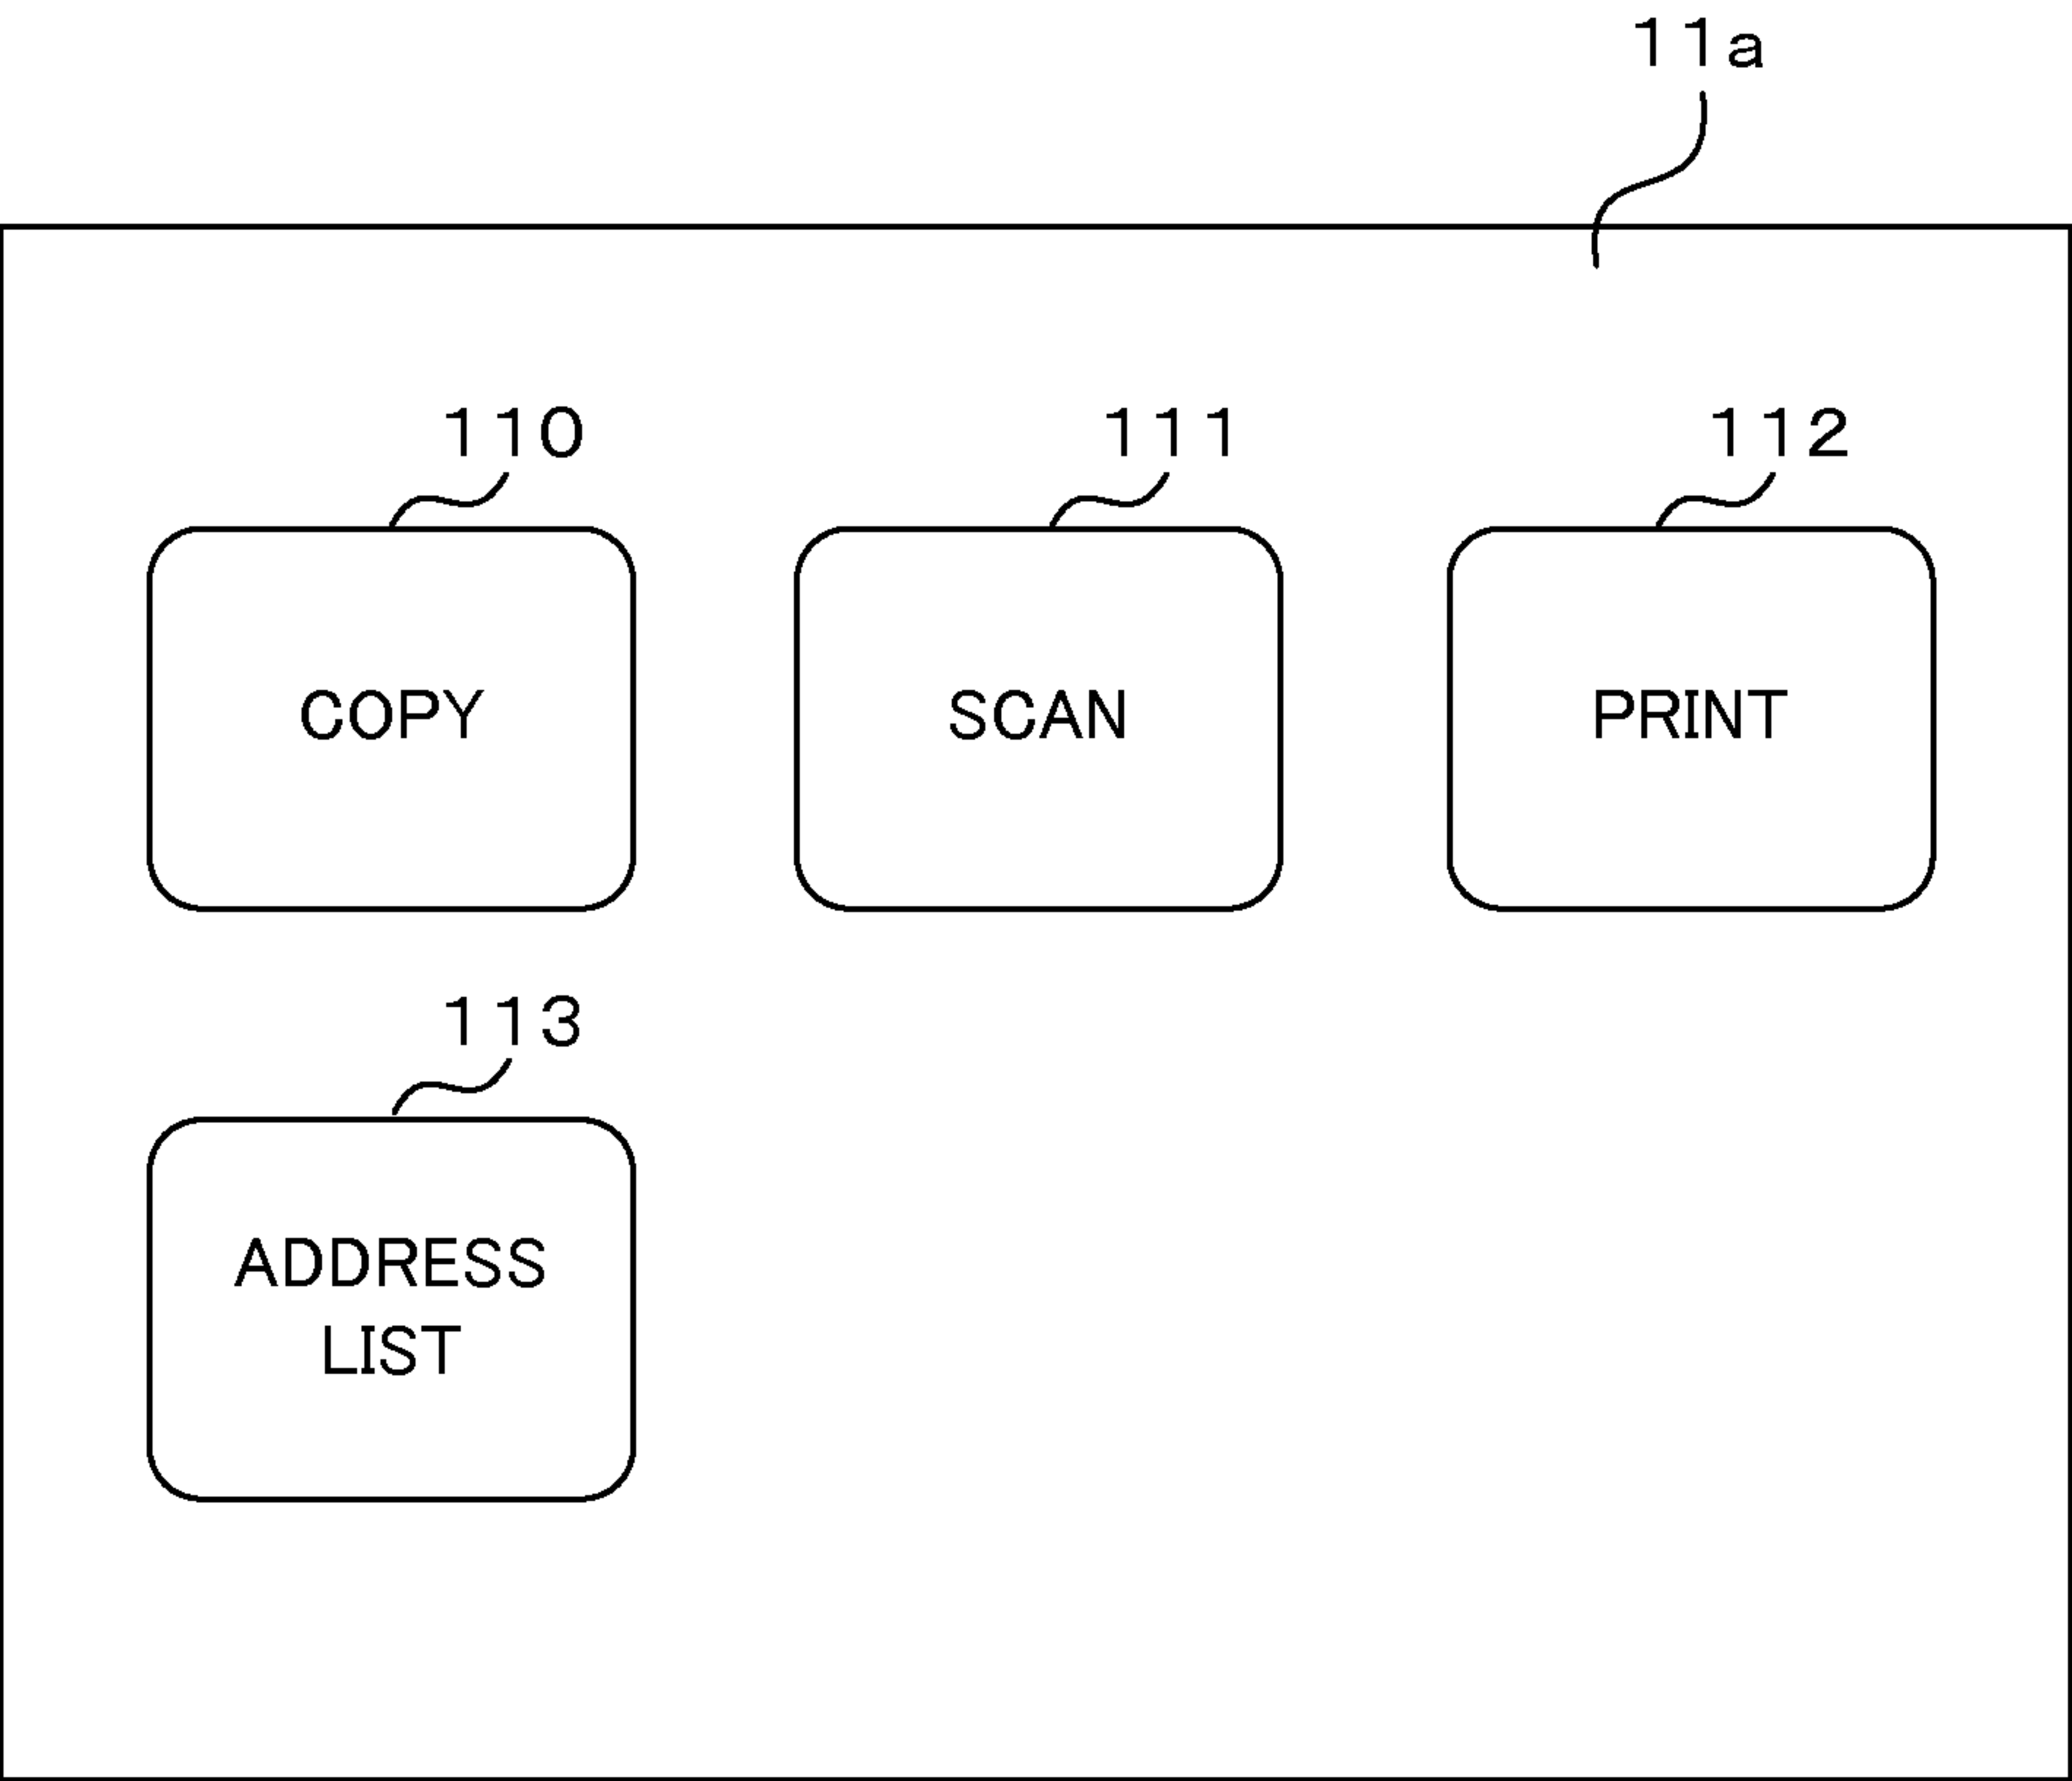 11a
110
111
112
COPY
SCAN
PRINT
113
ADDRESS
LIST